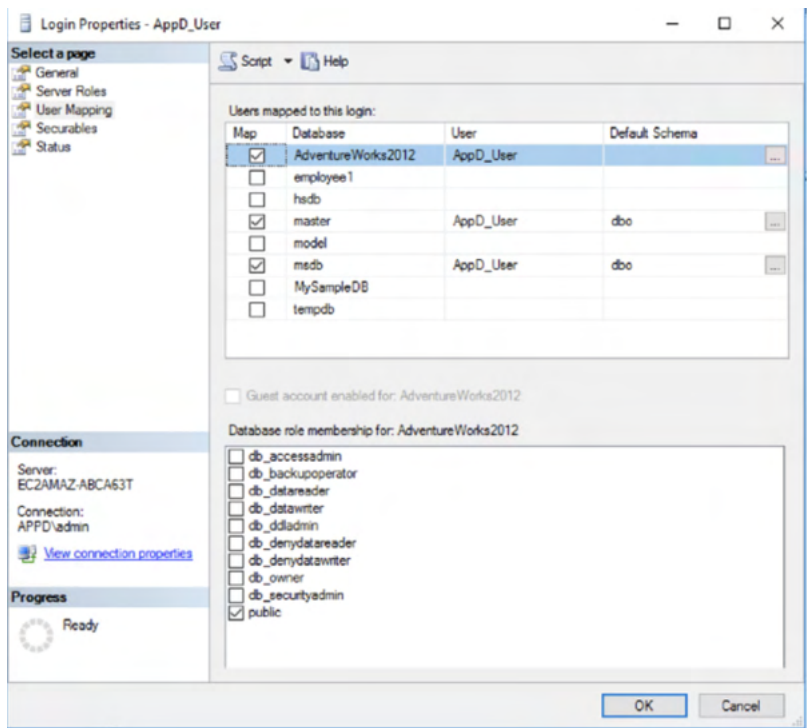 Login Properties - AppD_User
Select a page
General
Server Roles
User Mapping
Securables
Status
Script Help
Users mapped to this login:
Map Database User Default Schema
AdventureWorks2012 AppD_User ...
employee1
hsdb
master AppD_User dbo ...
model
msdb AppD_User dbo ...
MySampleDB
tempdb
Guest account enabled for: AdventureWorks2012
Database role membership for: AdventureWorks2012
db_accessadmin
db_backupoperator
db_datareader
db_datawriter
db_ddladmin
db_denydatareader
db_denydatawriter
db_owner
db_securityadmin
public
Connection
Server:
EC2AMAZ-ABCA63T
Connection:
APPD\admin
View connection properties
Progress
Ready
OK Cancel